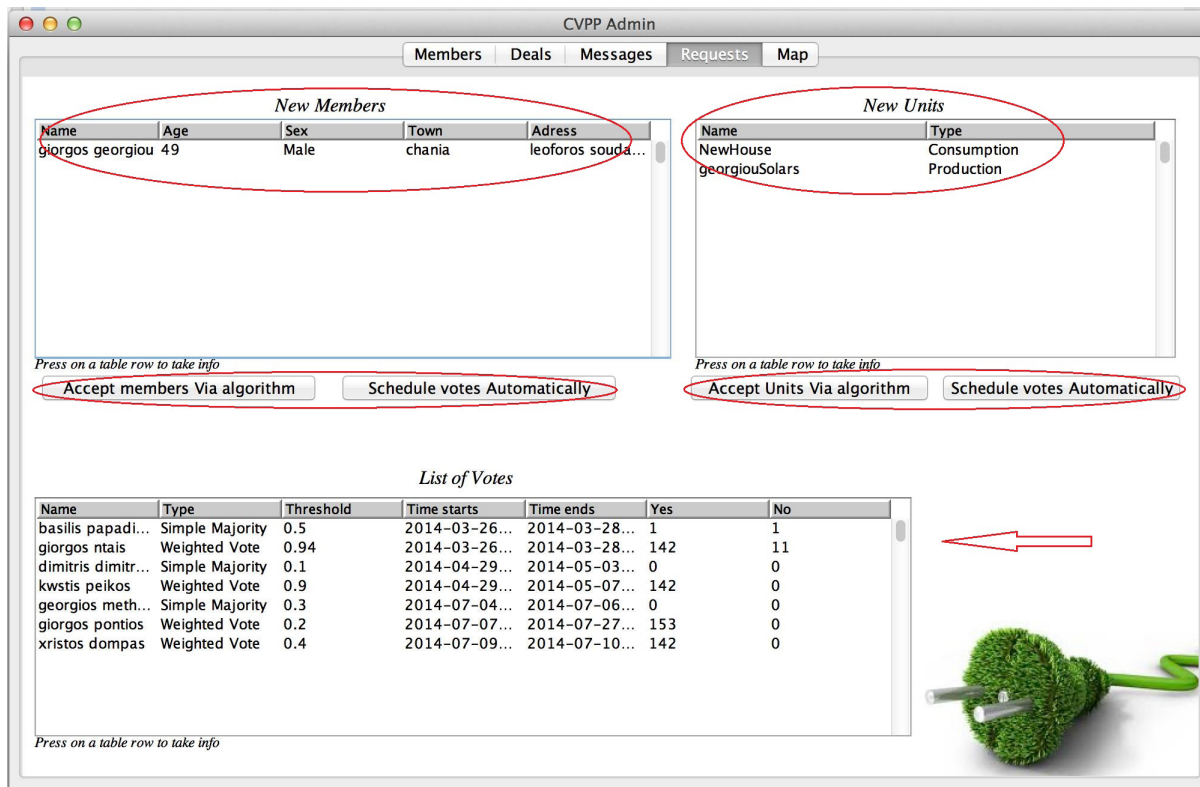 CVPP Admin
Members Deals Messages Requests Map
New Members
Name Age Sex Town Adress
giorgos georgiou 49 Male chania leoforos souda...
Press on a table row to take info
Accept members Via algorithm Schedule votes Automatically
New Units
Name Type
NewHouse Consumption
georgiouSolars Production
Press on a table row to take info
Accept Units Via algorithm Schedule votes Automatically
List of Votes
Name Type Threshold Time starts Time ends Yes No
basilis papadi... Simple Majority 0.5 2014-03-26... 2014-03-28... 1 1
giorgos ntais Weighted Vote 0.94 2014-03-26... 2014-03-28... 142 11
dimitris dimitr... Simple Majority 0.1 2014-04-29... 2014-05-03... 0 0
kwstis peikos Weighted Vote 0.9 2014-04-29... 2014-05-07... 142 0
georgios meth... Simple Majority 0.3 2014-07-04... 2014-07-06... 0 0
giorgos pontios Weighted Vote 0.2 2014-07-07... 2014-07-27... 153 0
xristos dompas Weighted Vote 0.4 2014-07-09... 2014-07-10... 142 0
Press on a table row to take info